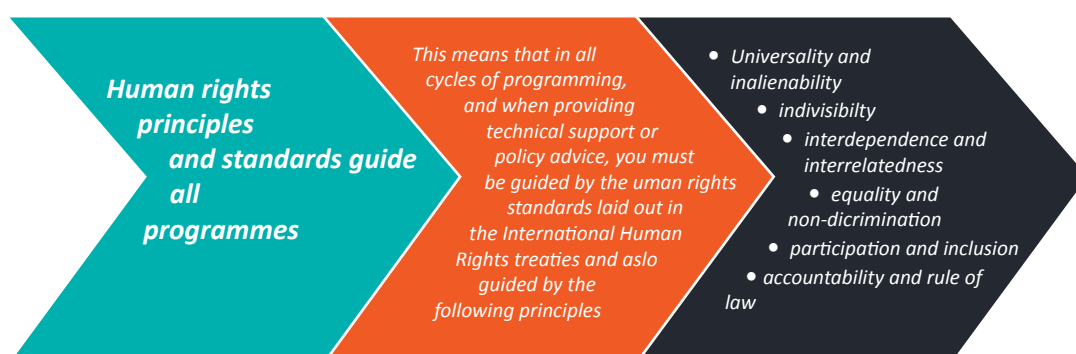 Human rights
principles
and standards guide
all
programmes
This means that in all
cycles of programming,
and when providing
technical support or
policy advice, you must
be guided by the uman rights
standards laid out in
the International Human
Rights treaties and aslo
guided by the
following principles
• Universality and
inalienability
• indivisibilty
• interdependence and
interrelatedness
• equality and
non-dicrimination
• participation and inclusion
• accountability and rule of
law